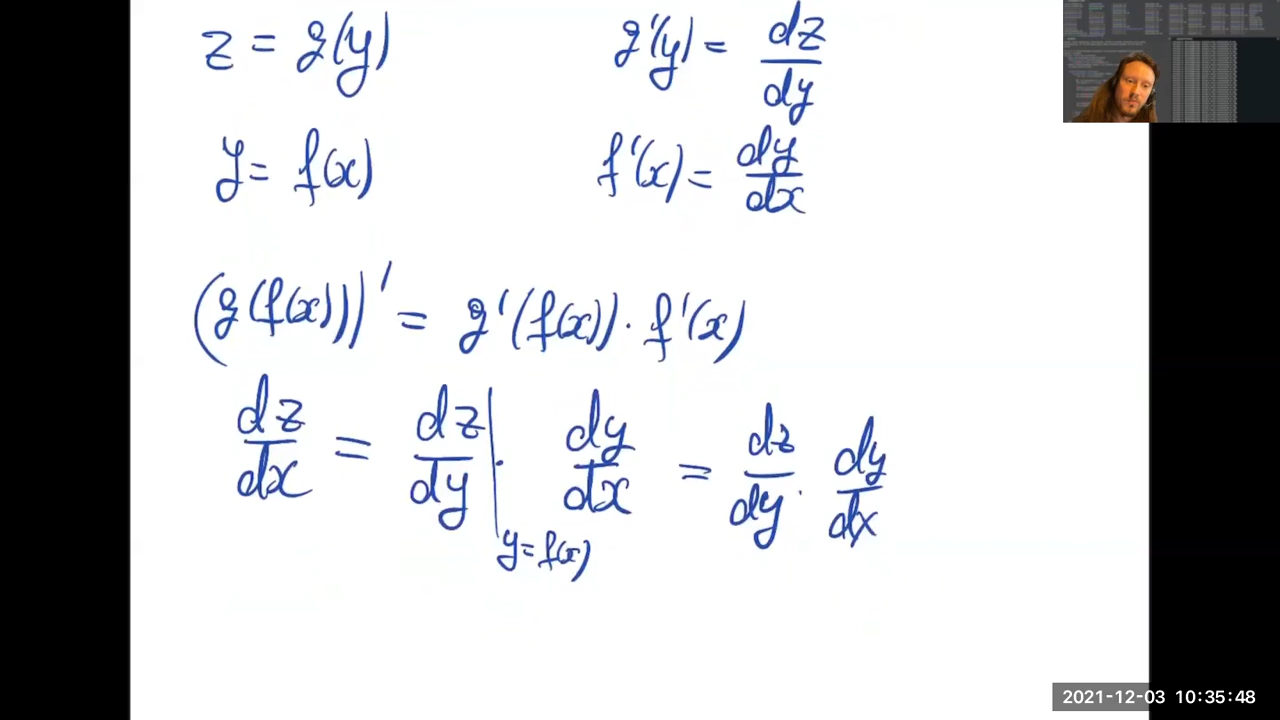 z = g(y) g'(y) = dz/dy
y = f(x) f'(x) = dy/dx
(g(f(x)))' = g'(f(x)) · f'(x)
dz/dx = dz/dy |y=f(x) · dy/dx = dz/dy · dy/dx
2021-12-03 10:35:48